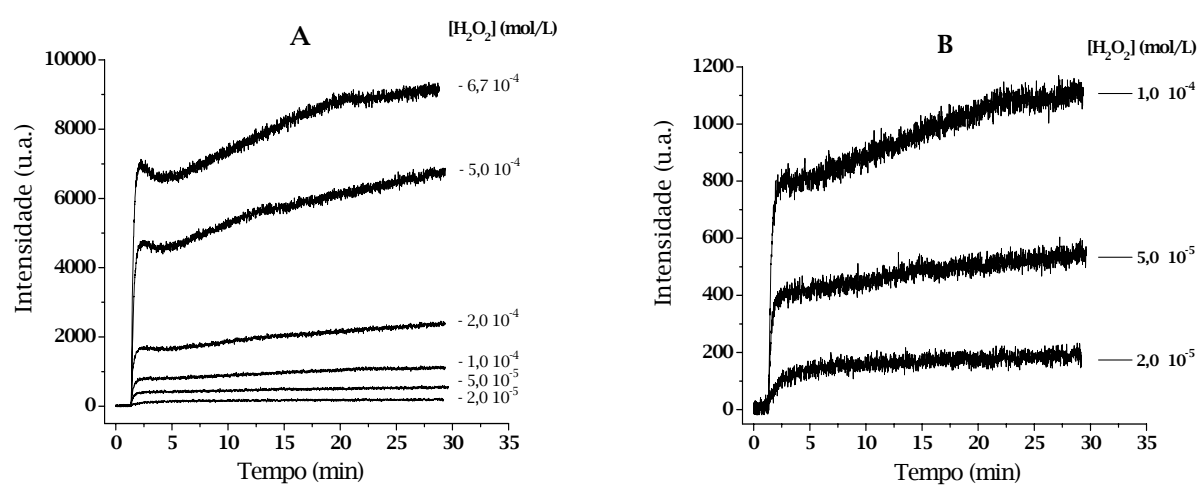 A
[H₂O₂] (mol/L)
Intensidade (u.a.)
10000
8000
6000
4000
2000
0
- 6,7 10⁻⁴
- 5,0 10⁻⁴
- 2,0 10⁻⁴
- 1,0 10⁻⁴
- 5,0 10⁻⁵
- 2,0 10⁻⁵
0 5 10 15 20 25 30 35
Tempo (min)
B
[H₂O₂] (mol/L)
Intensidade (u.a.)
1200
1000
800
600
400
200
0
1,0 10⁻⁴
5,0 10⁻⁵
2,0 10⁻⁵
0 5 10 15 20 25 30 35
Tempo (min)